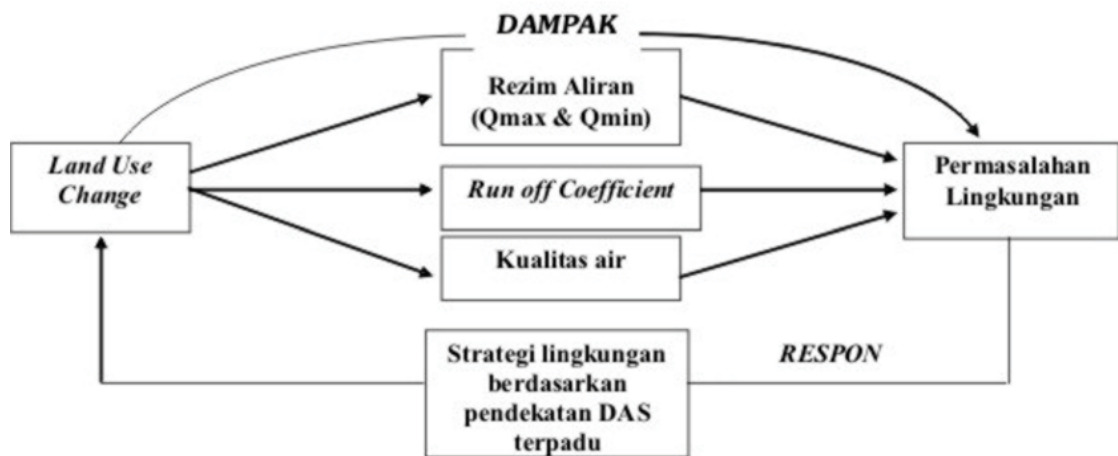 DAMPAK
Rezim Aliran
(Qmax & Qmin)
Land Use
Change
Run off Coefficient
Kualitas air
Permasalahan
Lingkungan
Strategi lingkungan
berdasarkan
pendekatan DAS
terpadu
RESPON